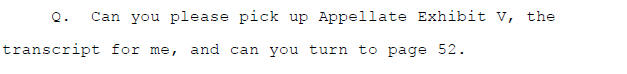 Q. Can you please pick up Appellate Exhibit V, the
transcript for me, and can you turn to page 52.